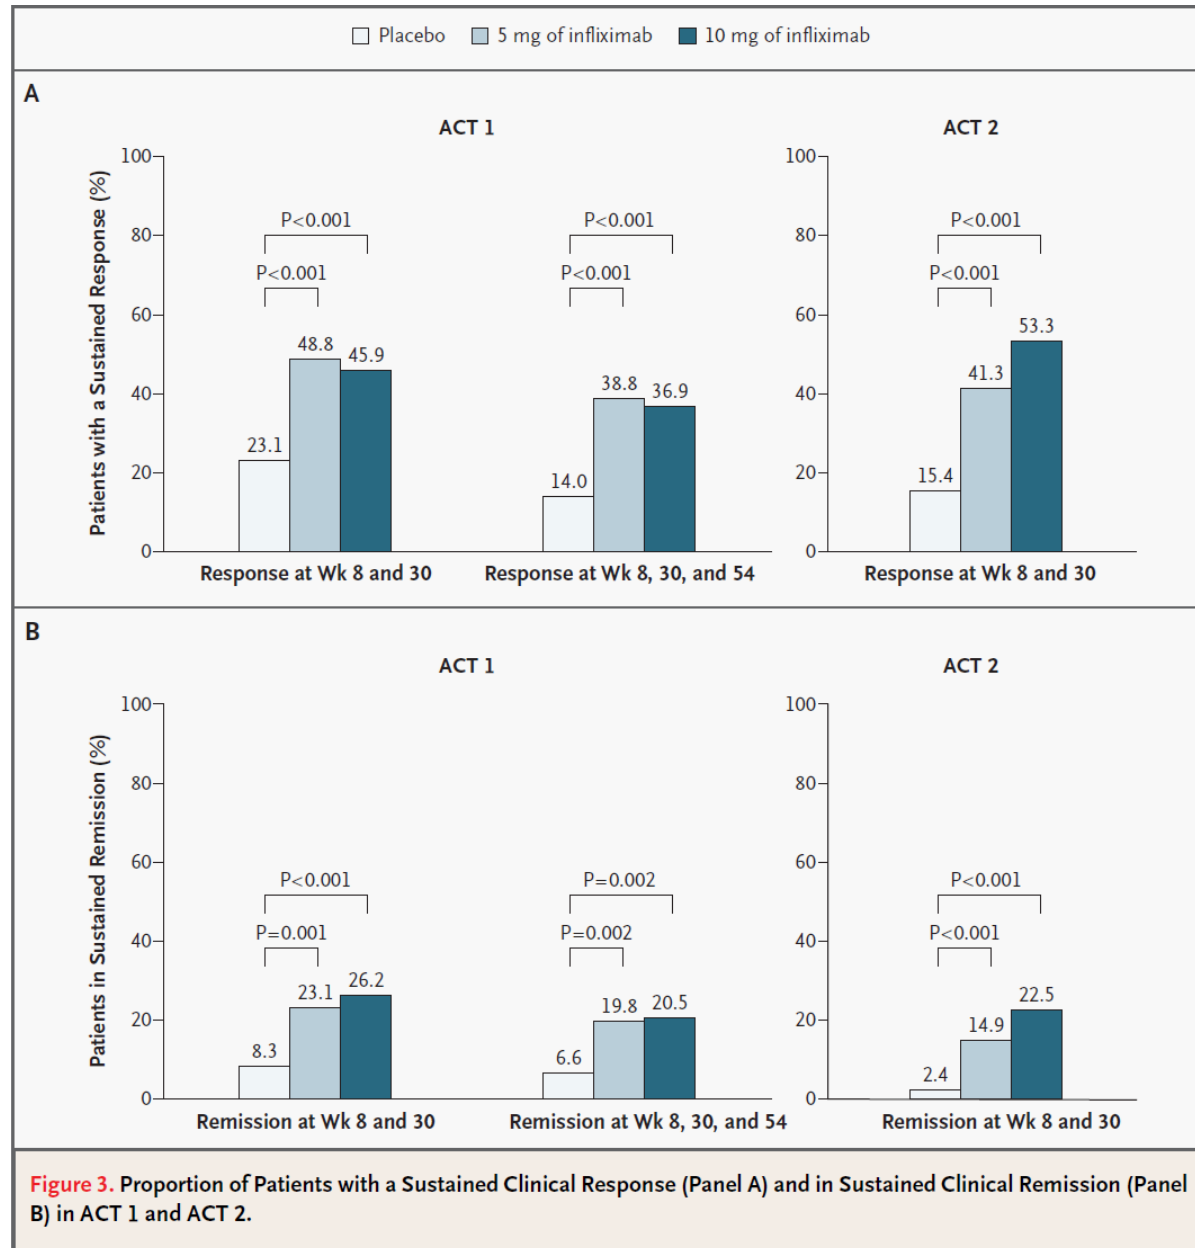 Placebo 5 mg of infliximab 10 mg of infliximab
A
ACT 1
ACT 2
Patients with a Sustained Response (%)
100
80
60
40
20
0
P<0.001
P<0.001
48.8
45.9
23.1
Response at Wk 8 and 30
P<0.001
P<0.001
38.8
36.9
14.0
Response at Wk 8, 30, and 54
100
80
60
40
20
0
P<0.001
P<0.001
53.3
41.3
15.4
Response at Wk 8 and 30
B
ACT 1
ACT 2
Patients in Sustained Remission (%)
100
80
60
40
20
0
P<0.001
P=0.001
26.2
23.1
8.3
Remission at Wk 8 and 30
P=0.002
P=0.002
19.8
20.5
6.6
Remission at Wk 8, 30, and 54
100
80
60
40
20
0
P<0.001
P<0.001
22.5
14.9
2.4
Remission at Wk 8 and 30
Figure 3. Proportion of Patients with a Sustained Clinical Response (Panel A) and in Sustained Clinical Remission (Panel
B) in ACT 1 and ACT 2.